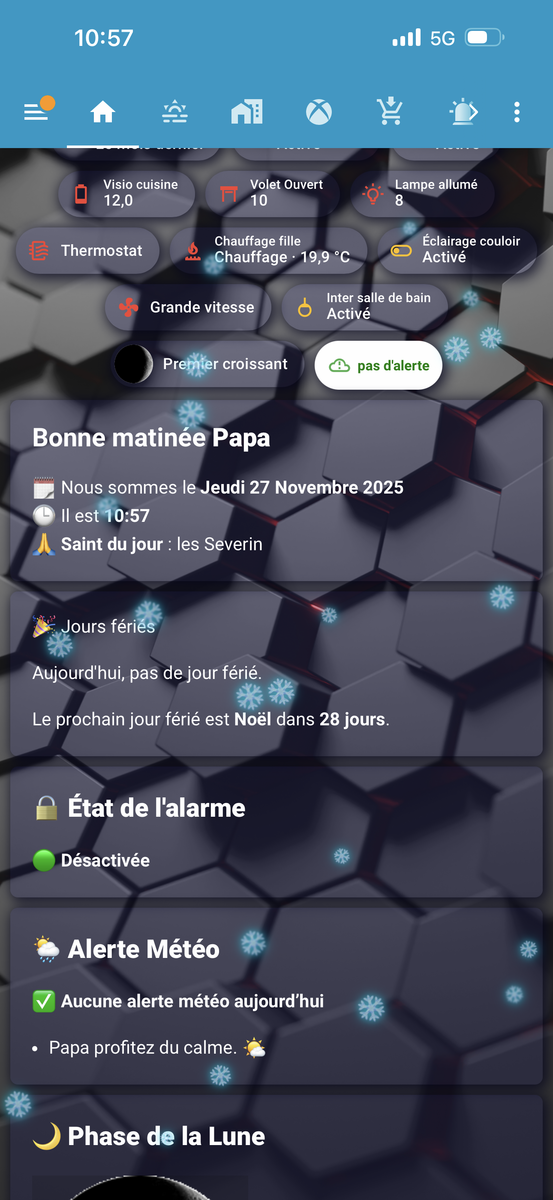 10:57
5G
Visio cuisine
12,0
Volet Ouvert
10
Lampe allumé
8
Thermostat
Chauffage fille
Chauffage · 19,9 °C
Éclairage couloir
Activé
Grande vitesse
Inter salle de bain
Activé
Premier croissant
pas d'alerte
Bonne matinée Papa
Nous sommes le Jeudi 27 Novembre 2025
Il est 10:57
Saint du jour : les Severin
Jours fériés
Aujourd'hui, pas de jour férié.
Le prochain jour férié est Noël dans 28 jours.
État de l'alarme
Désactivée
Alerte Météo
Aucune alerte météo aujourd’hui
• Papa profitez du calme.
Phase de la Lune